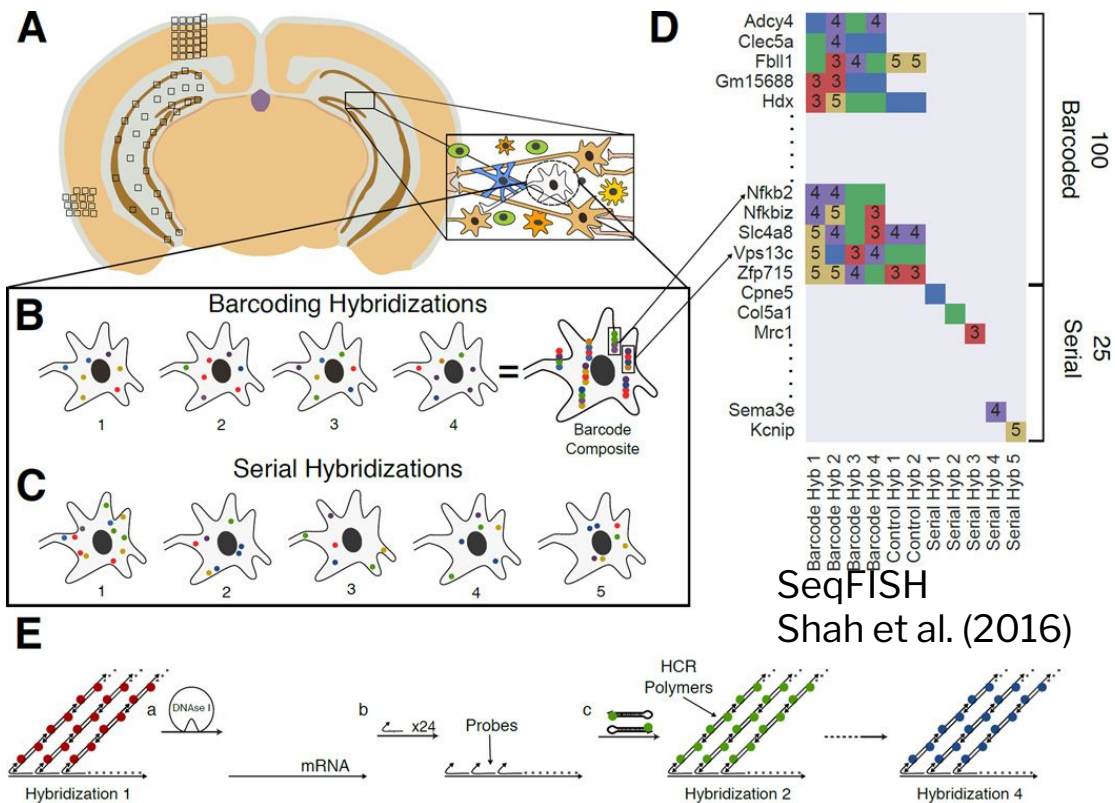 A
B
Barcoding Hybridizations
1
2
3
4
=
Barcode
Composite
C
Serial Hybridizations
1
2
3
4
5
D
Adcy4 4 4
Clec5a 4
Fbll1 3 4 5 5
Gm15688 3 3
Hdx 3 5
Nfkb2 4 4
Nfkbiz 4 5 3
Slc4a8 5 4 3 4 4
Vps13c 5 3 4
Zfp715 5 5 4 3 3
Cpne5
Col5a1
Mrc1 3
Sema3e 4
Kcnip 5
100
Barcoded
25
Serial
Barcode Hyb 1
Barcode Hyb 2
Barcode Hyb 3
Barcode Hyb 4
Control Hyb 1
Control Hyb 2
Serial Hyb 1
Serial Hyb 2
Serial Hyb 3
Serial Hyb 4
Serial Hyb 5
SeqFISH
Shah et al. (2016)
E
a
DNAse I
b
x24
Probes
mRNA
c
HCR
Polymers
Hybridization 1
Hybridization 2
Hybridization 4